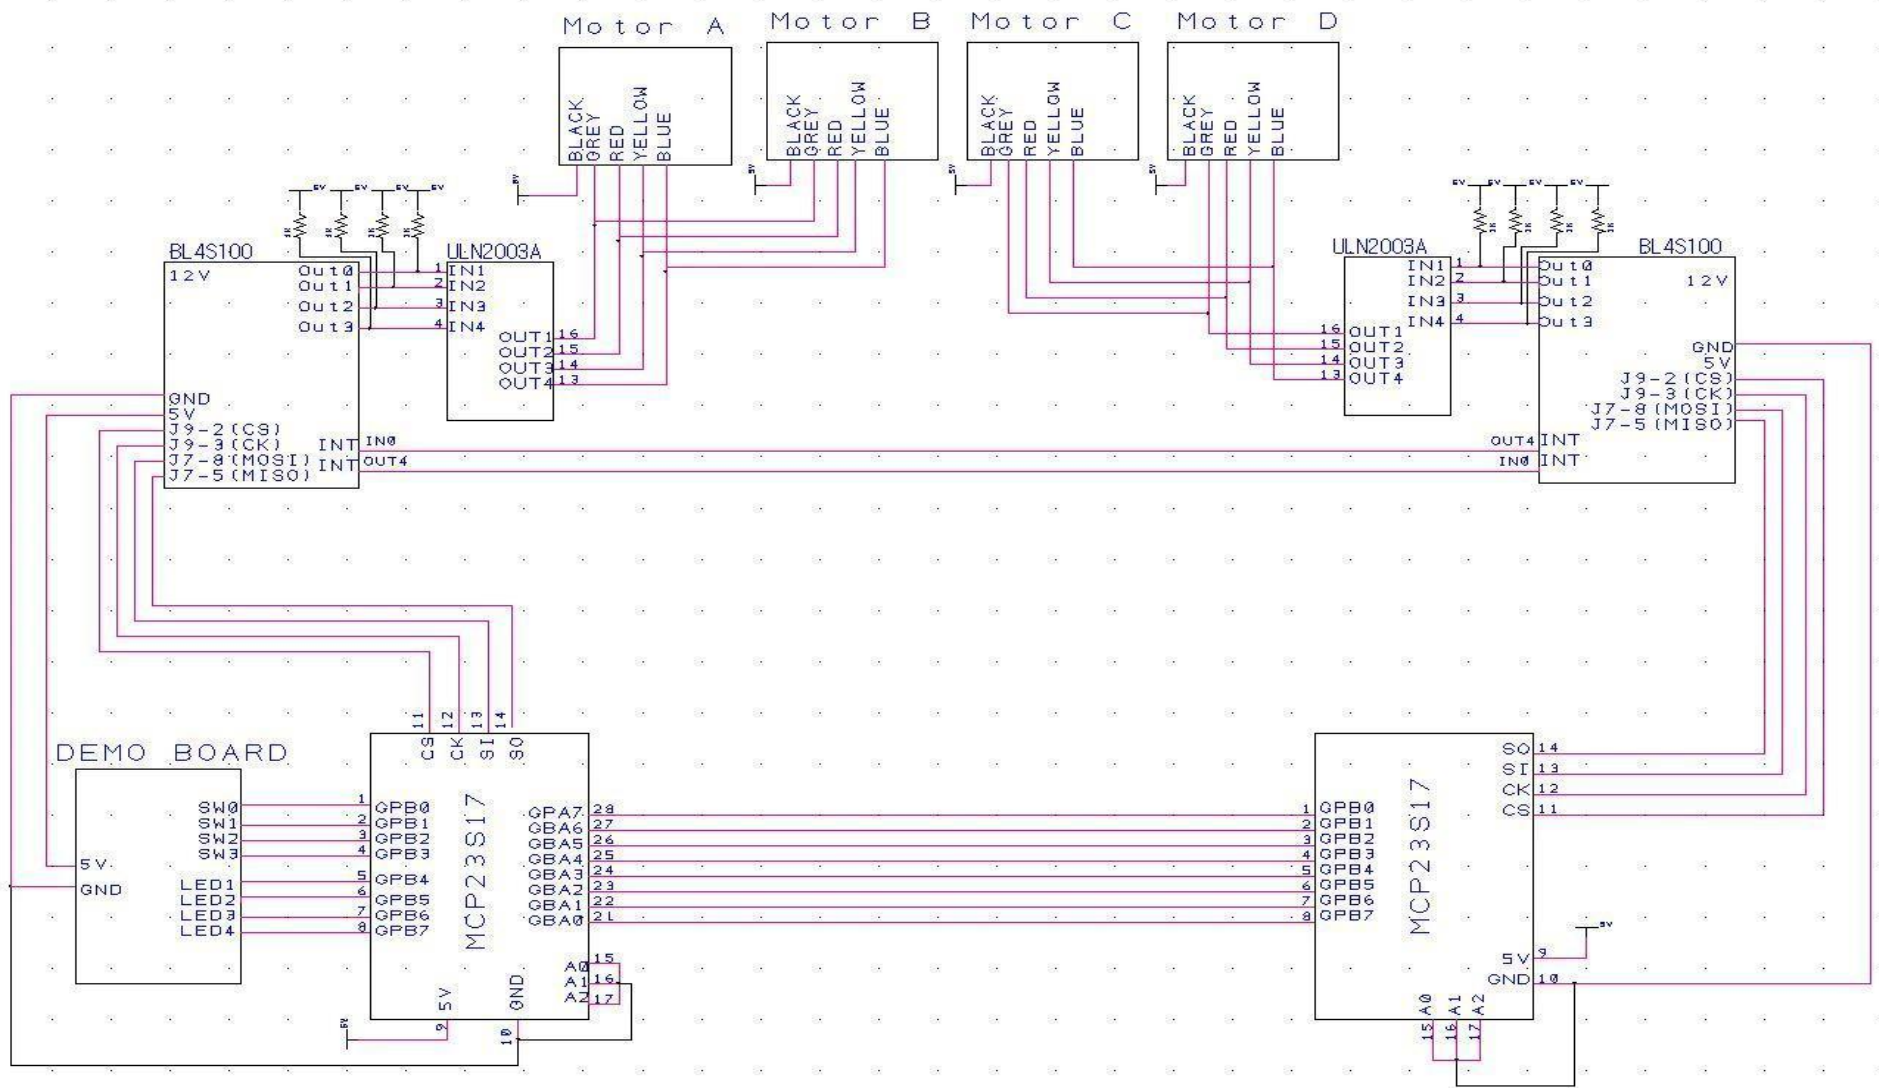 Motor A
Motor B
Motor C
Motor D
BLACK
GREY
RED
YELLOW
BLUE
BLACK
GREY
RED
YELLOW
BLUE
BLACK
GREY
RED
YELLOW
BLUE
BLACK
GREY
RED
YELLOW
BLUE
5V
5V
5V
5V
BL4S100
12V
Out0
Out1
Out2
Out3
GND
5V
J9-2(CS)
J9-3(CK)
J7-8(MOSI)
J7-5(MISO)
INT IN0
INT OUT4
ULN2003A
1 IN1
2 IN2
3 IN3
4 IN4
OUT1 16
OUT2 15
OUT3 14
OUT4 13
ULN2003A
IN1 1
IN2 2
IN3 3
IN4 4
16 OUT1
15 OUT2
14 OUT3
13 OUT4
BL4S100
Out0
Out1
Out2
Out3
12V
GND
5V
J9-2(CS)
J9-3(CK)
J7-8(MOSI)
J7-5(MISO)
OUT4 INT
IN0 INT
DEMO BOARD
SW0
SW1
SW2
SW3
5V
GND
LED1
LED2
LED3
LED4
11 CS
12 CK
13 SI
14 SO
1 GPB0
2 GPB1
3 GPB2
4 GPB3
5 GPB4
6 GPB5
7 GPB6
8 GPB7
MCP23S17
GPA7 28
GBA6 27
GBA5 26
GBA4 25
GBA3 24
GBA2 23
GBA1 22
GBA0 21
A0 15
A1 16
A2 17
5V 9
GND 10
5V
1 GPB0
2 GPB1
3 GPB2
4 GPB3
5 GPB4
6 GPB5
7 GPB6
8 GPB7
MCP23S17
SO 14
SI 13
CK 12
CS 11
5V 9
5V
GND 10
15 A0
16 A1
17 A2